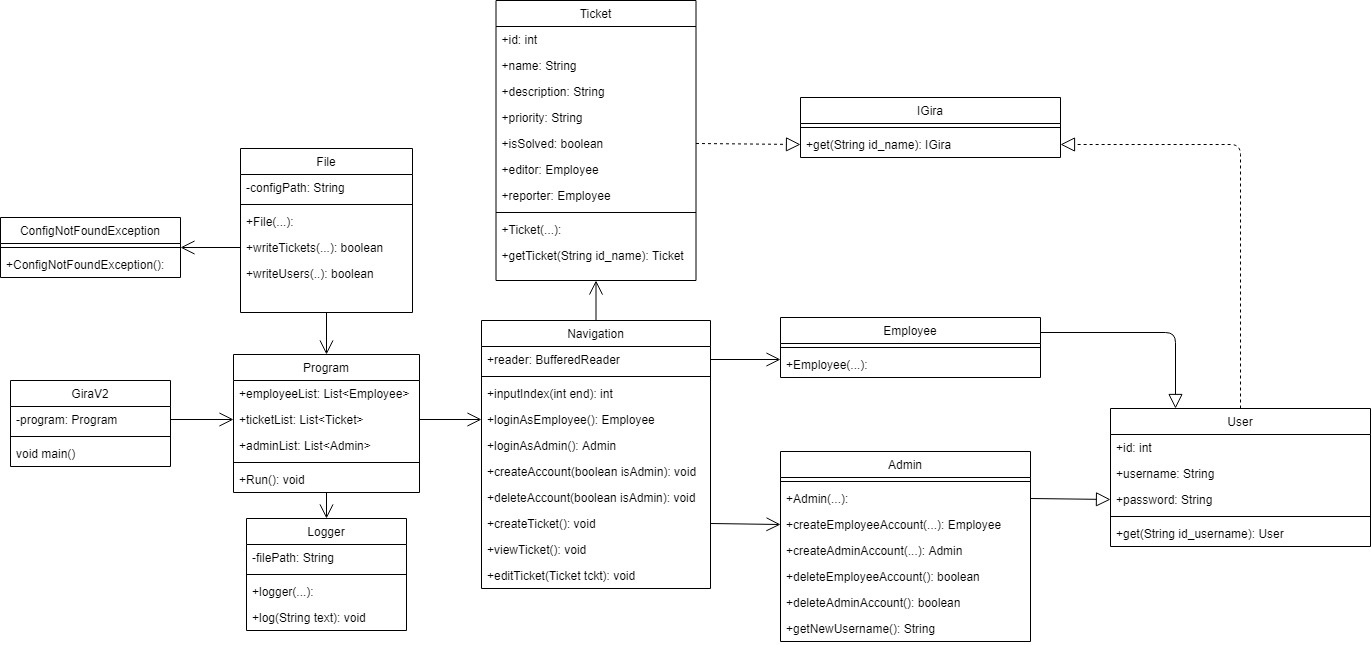 Ticket
+id: int
+name: String
+description: String
+priority: String
+isSolved: boolean
+editor: Employee
+reporter: Employee
+Ticket(...):
+getTicket(String id_name): Ticket
IGira
+get(String id_name): IGira
File
-configPath: String
+File(...):
+writeTickets(...): boolean
+writeUsers(..): boolean
ConfigNotFoundException
+ConfigNotFoundException():
GiraV2
-program: Program
void main()
Program
+employeeList: List<Employee>
+ticketList: List<Ticket>
+adminList: List<Admin>
+Run(): void
Logger
-filePath: String
+logger(...):
+log(String text): void
Navigation
+reader: BufferedReader
+inputIndex(int end): int
+loginAsEmployee(): Employee
+loginAsAdmin(): Admin
+createAccount(boolean isAdmin): void
+deleteAccount(boolean isAdmin): void
+createTicket(): void
+viewTicket(): void
+editTicket(Ticket tckt): void
Employee
+Employee(...):
Admin
+Admin(...):
+createEmployeeAccount(...): Employee
+createAdminAccount(...): Admin
+deleteEmployeeAccount(): boolean
+deleteAdminAccount(): boolean
+getNewUsername(): String
User
+id: int
+username: String
+password: String
+get(String id_username): User